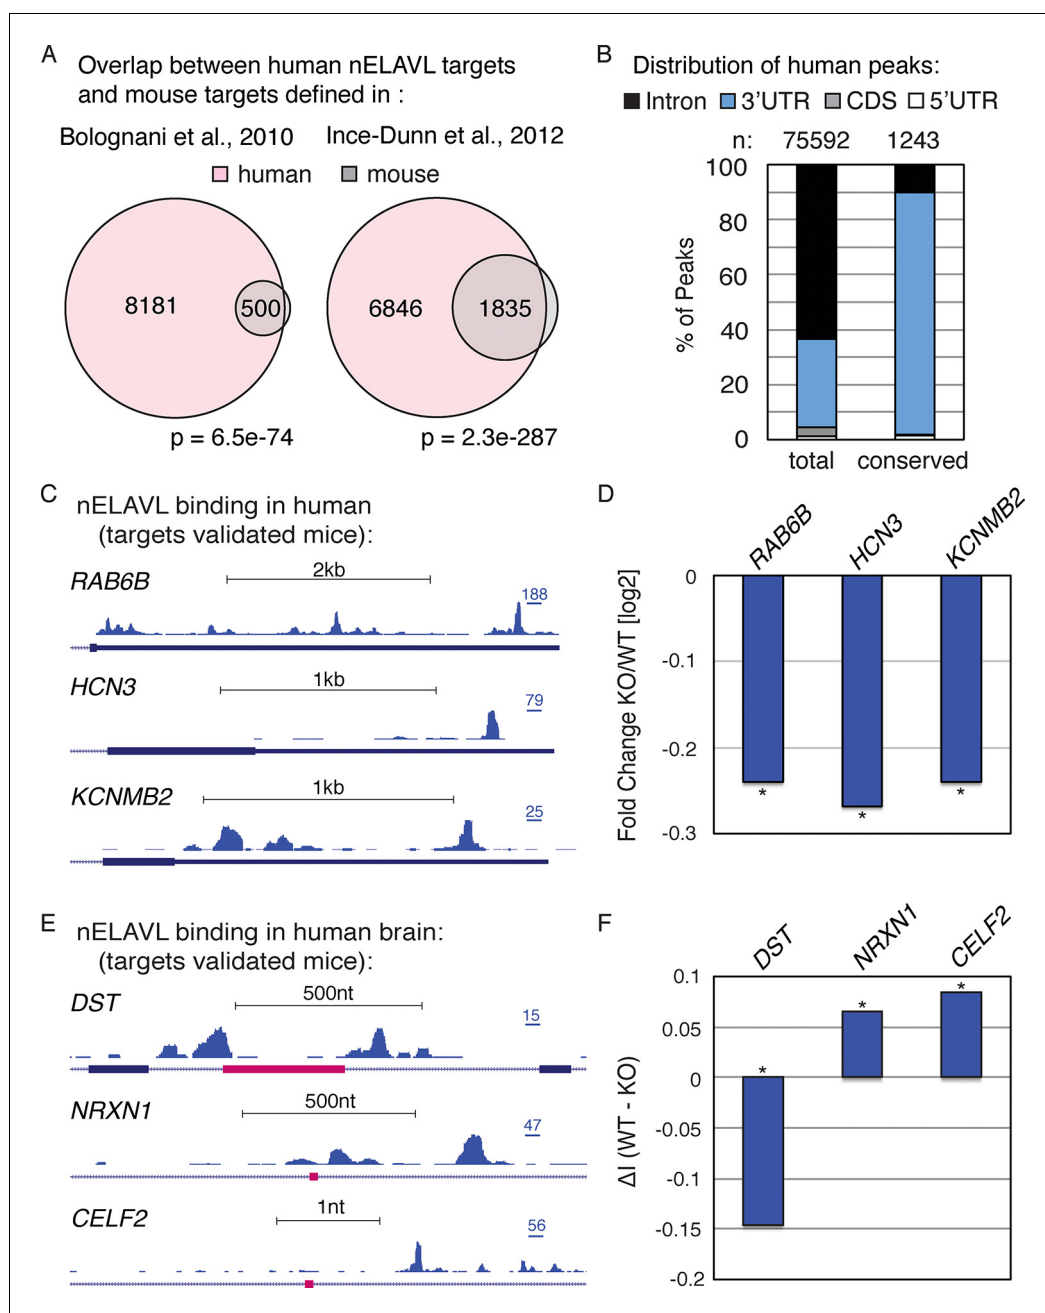 A
Overlap between human nELAVL targets
and mouse targets defined in :
Bolognani et al., 2010
Ince-Dunn et al., 2012
human
mouse
8181
500
6846
1835
p = 6.5e-74
p = 2.3e-287
B
Distribution of human peaks:
Intron
3'UTR
CDS
5'UTR
n:
75592
1243
100
80
60
40
20
0
% of Peaks
total
conserved
C
nELAVL binding in human
(targets validated mice):
RAB6B
2kb
188
HCN3
1kb
79
KCNMB2
1kb
25
D
RAB6B
HCN3
KCNMB2
0
-0.1
-0.2
-0.3
Fold Change KO/WT [log2]
*
*
*
E
nELAVL binding in human brain:
(targets validated mice):
DST
500nt
15
NRXN1
500nt
47
CELF2
1nt
56
F
DST
NRXN1
CELF2
0.1
0.05
0
-0.05
-0.1
-0.15
-0.2
ΔI (WT - KO)
*
*
*